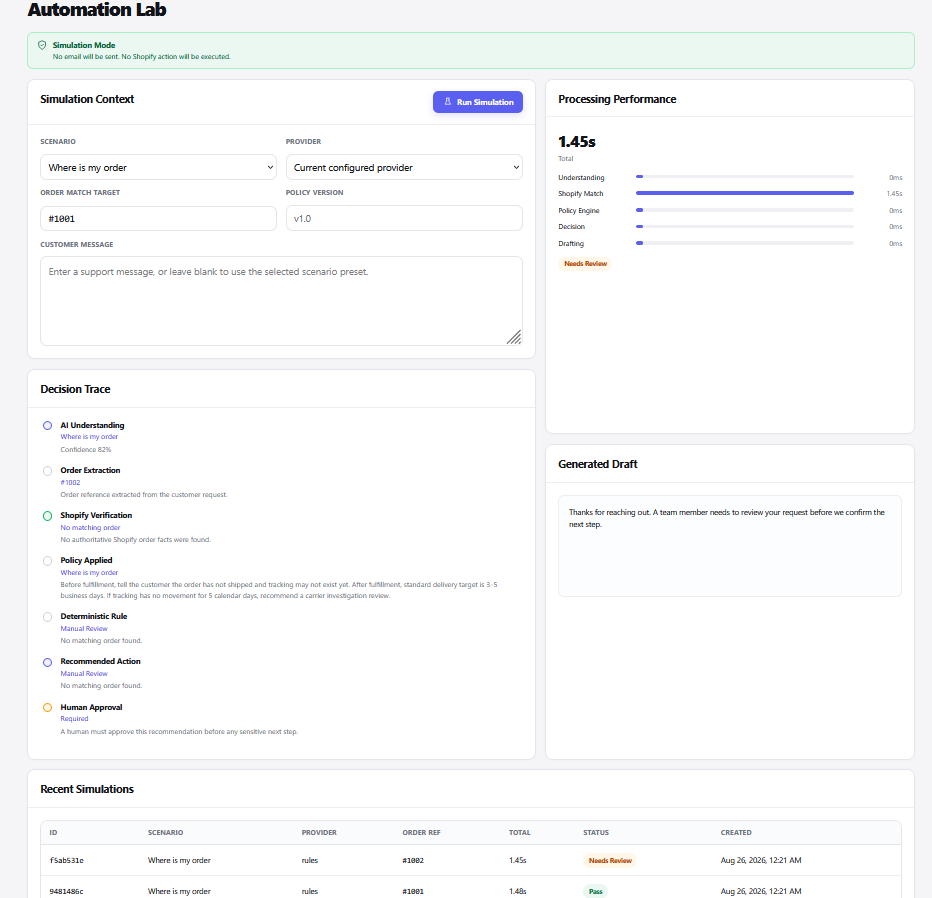 Automation Lab
Simulation Mode
No email will be sent. No Shopify action will be executed.
Simulation Context
Run Simulation
SCENARIO
PROVIDER
Where is my order
Current configured provider
ORDER MATCH TARGET
POLICY VERSION
#1001
v1.0
CUSTOMER MESSAGE
Enter a support message, or leave blank to use the selected scenario preset.
Processing Performance
1.45s
Total
Understanding 0ms
Shopify Match 1.45s
Policy Engine 0ms
Decision 0ms
Drafting 0ms
Needs Review
Decision Trace
AI Understanding
Where is my order
Confidence 82%
Order Extraction
#1002
Order reference extracted from the customer request.
Shopify Verification
No matching order
No authoritative Shopify order facts were found.
Policy Applied
Where is my order
Before fulfillment, tell the customer the order has not shipped and tracking may not exist yet. After fulfillment, standard delivery target is 3-5
business days. If tracking has no movement for 5 calendar days, recommend a carrier investigation review.
Deterministic Rule
Manual Review
No matching order found.
Recommended Action
Manual Review
No matching order found.
Human Approval
Required
A human must approve this recommendation before any sensitive next step.
Generated Draft
Thanks for reaching out. A team member needs to review your request before we confirm the
next step.
Recent Simulations
ID SCENARIO PROVIDER ORDER REF TOTAL STATUS CREATED
f5ab531e Where is my order rules #1002 1.45s Needs Review Aug 26, 2026, 12:21 AM
9481486c Where is my order rules #1001 1.48s Pass Aug 26, 2026, 12:21 AM